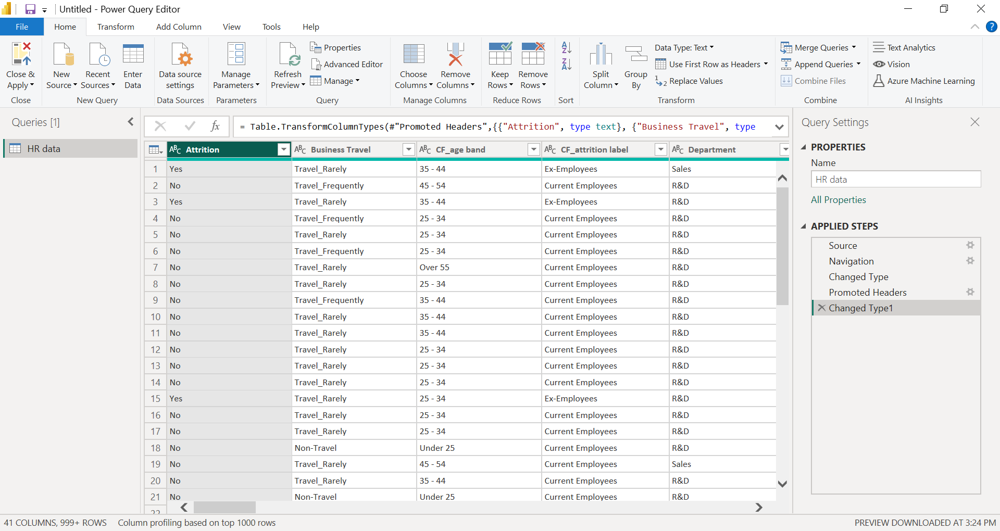 Untitled - Power Query Editor
File Home Transform Add Column View Tools Help
Close & Apply
New Source
Recent Sources
Enter Data
Data source settings
Manage Parameters
Refresh Preview
Properties
Advanced Editor
Manage
Choose Columns
Remove Columns
Keep Rows
Remove Rows
Split Column
Group By
Data Type: Text
Use First Row as Headers
Replace Values
Merge Queries
Append Queries
Combine Files
Text Analytics
Vision
Azure Machine Learning
Close New Query Data Sources Parameters Query Manage Columns Reduce Rows Sort Transform Combine AI Insights
Queries [1]
HR data
fx
= Table.TransformColumnTypes(#"Promoted Headers",{{"Attrition", type text}, {"Business Travel", type
ABC Attrition ABC Business Travel ABC CF_age band ABC CF_attrition label ABC Department
1 Yes Travel_Rarely 35 - 44 Ex-Employees Sales
2 No Travel_Frequently 45 - 54 Current Employees R&D
3 Yes Travel_Rarely 35 - 44 Ex-Employees R&D
4 No Travel_Frequently 25 - 34 Current Employees R&D
5 No Travel_Rarely 25 - 34 Current Employees R&D
6 No Travel_Frequently 25 - 34 Current Employees R&D
7 No Travel_Rarely Over 55 Current Employees R&D
8 No Travel_Rarely 25 - 34 Current Employees R&D
9 No Travel_Frequently 35 - 44 Current Employees R&D
10 No Travel_Rarely 35 - 44 Current Employees R&D
11 No Travel_Rarely 35 - 44 Current Employees R&D
12 No Travel_Rarely 25 - 34 Current Employees R&D
13 No Travel_Rarely 25 - 34 Current Employees R&D
14 No Travel_Rarely 25 - 34 Current Employees R&D
15 Yes Travel_Rarely 25 - 34 Ex-Employees R&D
16 No Travel_Rarely 25 - 34 Current Employees R&D
17 No Travel_Rarely 25 - 34 Current Employees R&D
18 No Non-Travel Under 25 Current Employees R&D
19 No Travel_Rarely 45 - 54 Current Employees Sales
20 No Travel_Rarely 35 - 44 Current Employees R&D
21 No Non-Travel Under 25 Current Employees R&D
22
Query Settings
PROPERTIES
Name
HR data
All Properties
APPLIED STEPS
Source
Navigation
Changed Type
Promoted Headers
Changed Type1
41 COLUMNS, 999+ ROWS Column profiling based on top 1000 rows PREVIEW DOWNLOADED AT 3:24 PM